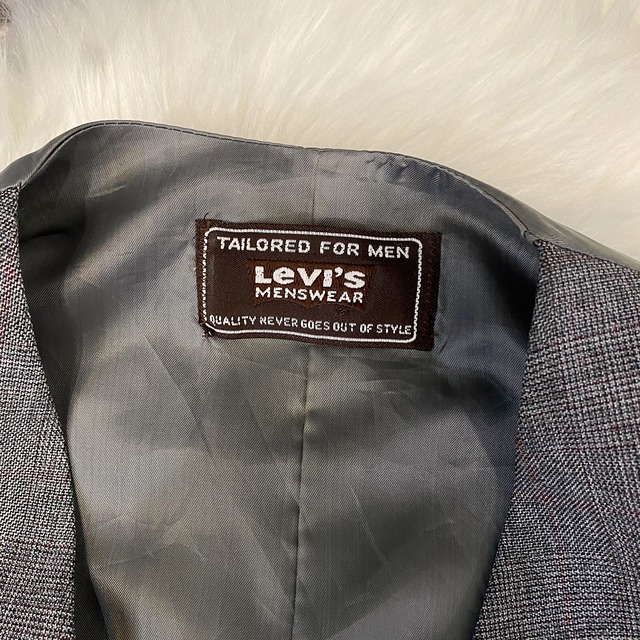 TAILORED FOR MEN
LeVI'S
MENSWEAR
QUALITY NEVER GOES OUT OF STYLE